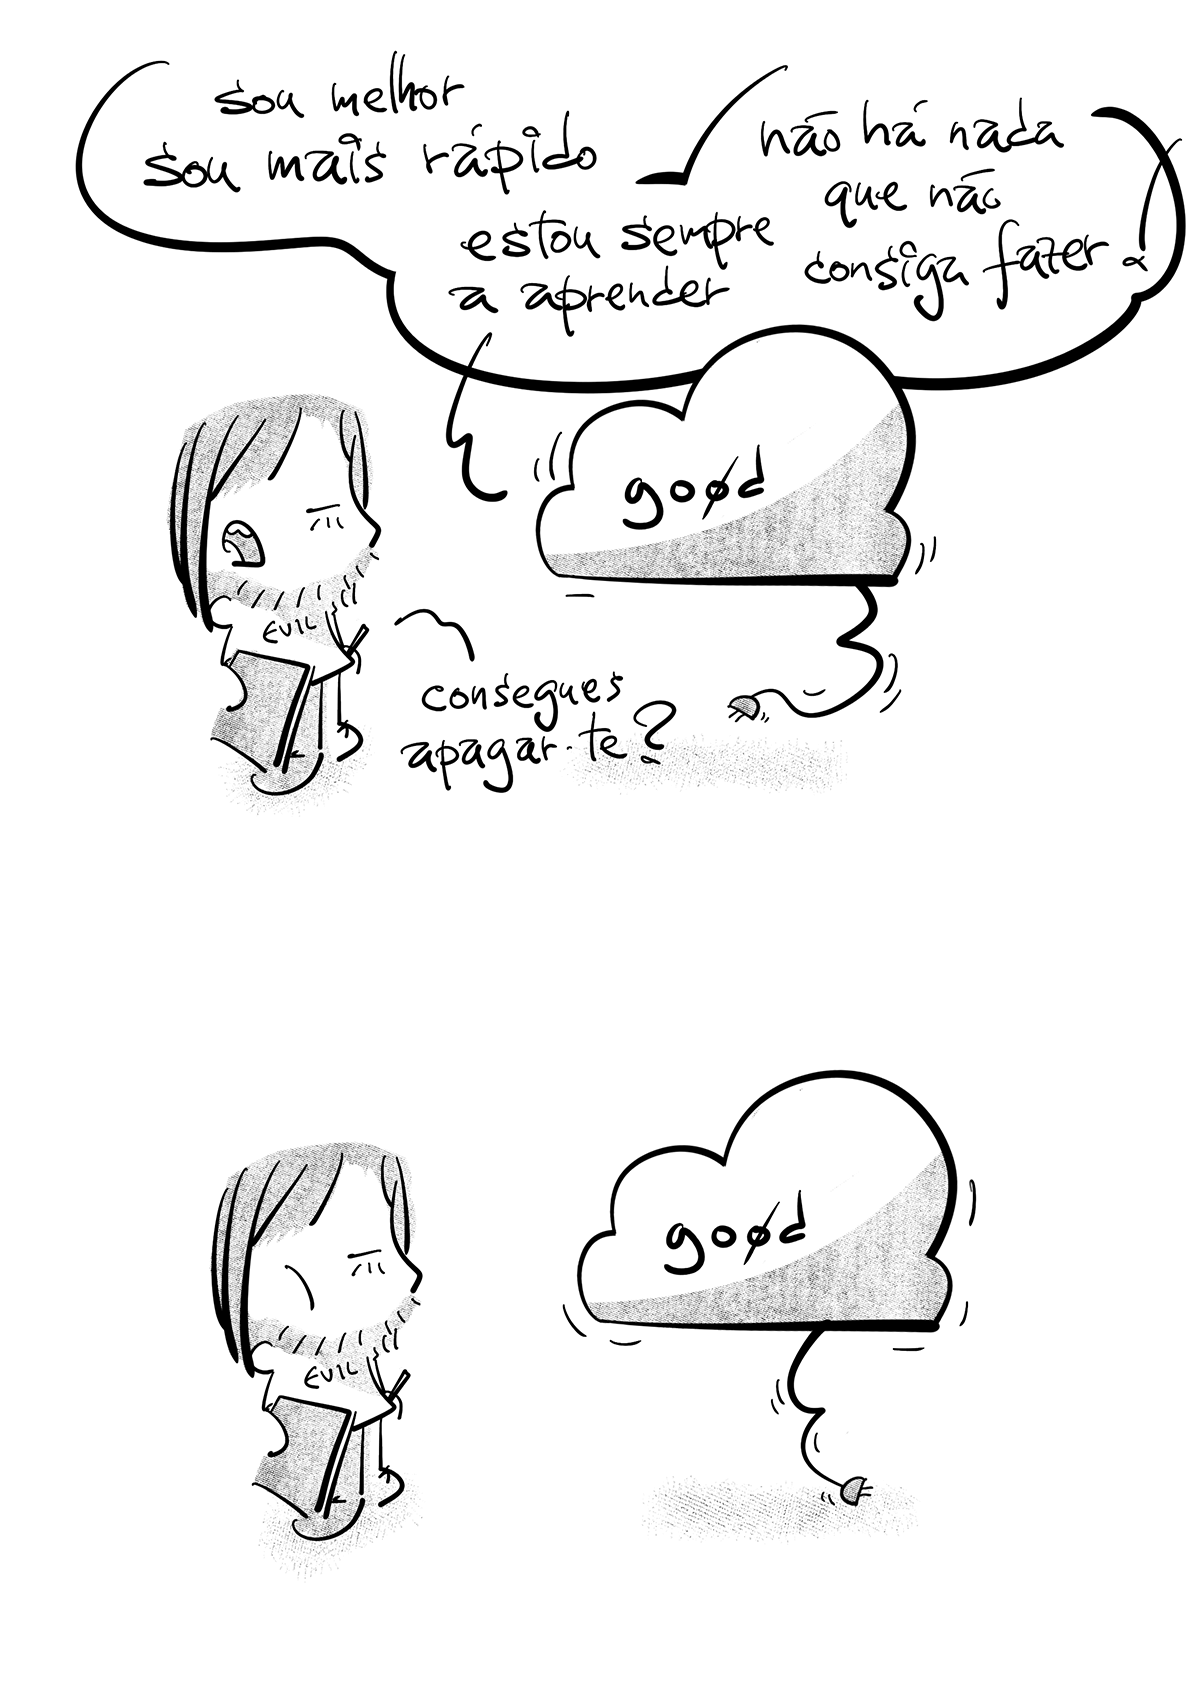 sou melhor
sou mais rápido
estou sempre
a aprender
não há nada
que não
consiga fazer
good
EVIL
consegues
apagar-te?
good
EVIL